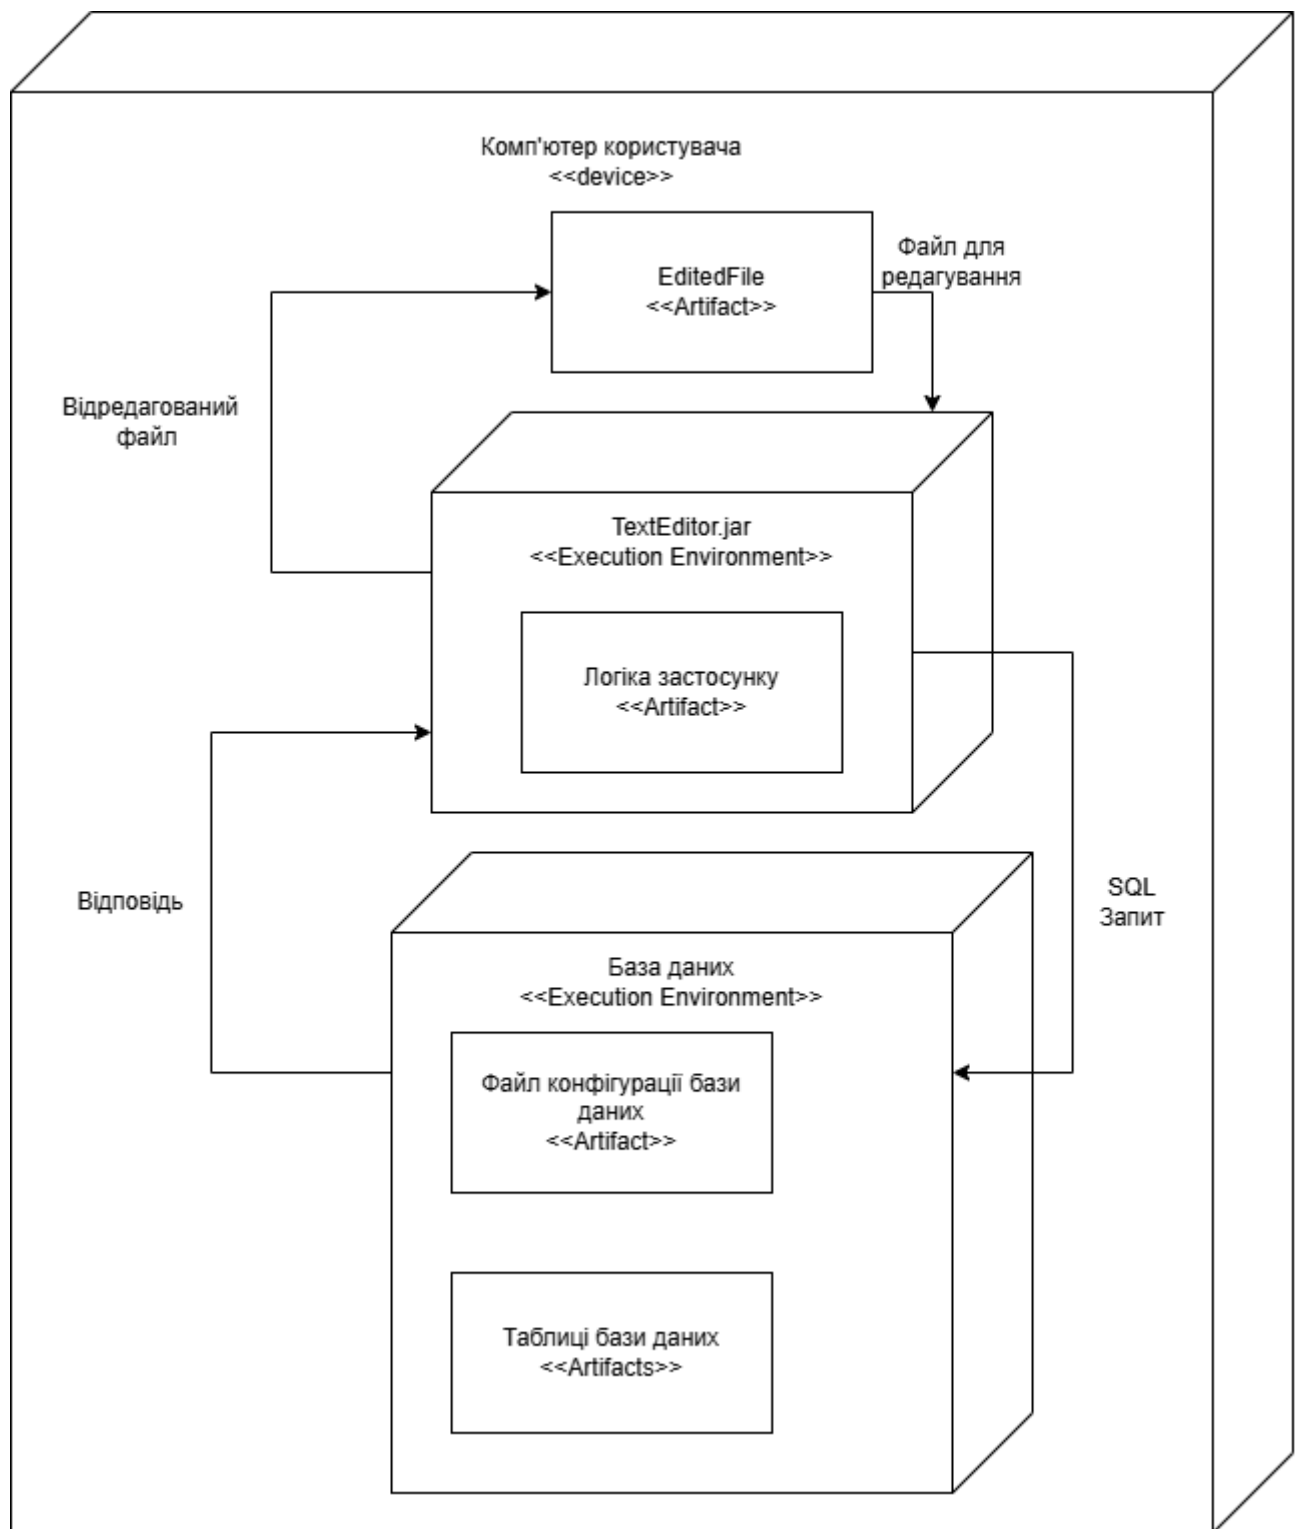 Комп'ютер користувача
<<device>>
EditedFile
<<Artifact>>
Файл для
редагування
Відредагований
файл
TextEditor.jar
<<Execution Environment>>
Логіка застосунку
<<Artifact>>
Відповідь
SQL
Запит
База даних
<<Execution Environment>>
Файл конфігурації бази
даних
<<Artifact>>
Таблиці бази даних
<<Artifacts>>